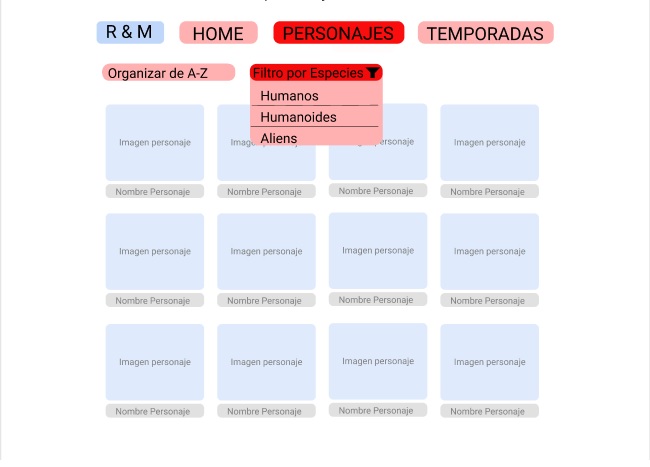 R & M HOME PERSONAJES TEMPORADAS
Organizar de A-Z Filtro por Especies
Humanos
Humanoides
Aliens
Imagen personaje Imagen personaje Imagen personaje
Nombre Personaje Nombre Personaje Nombre Personaje Nombre Personaje
Imagen personaje Imagen personaje Imagen personaje Imagen personaje
Nombre Personaje Nombre Personaje Nombre Personaje Nombre Personaje
Imagen personaje Imagen personaje Imagen personaje Imagen personaje
Nombre Personaje Nombre Personaje Nombre Personaje Nombre Personaje